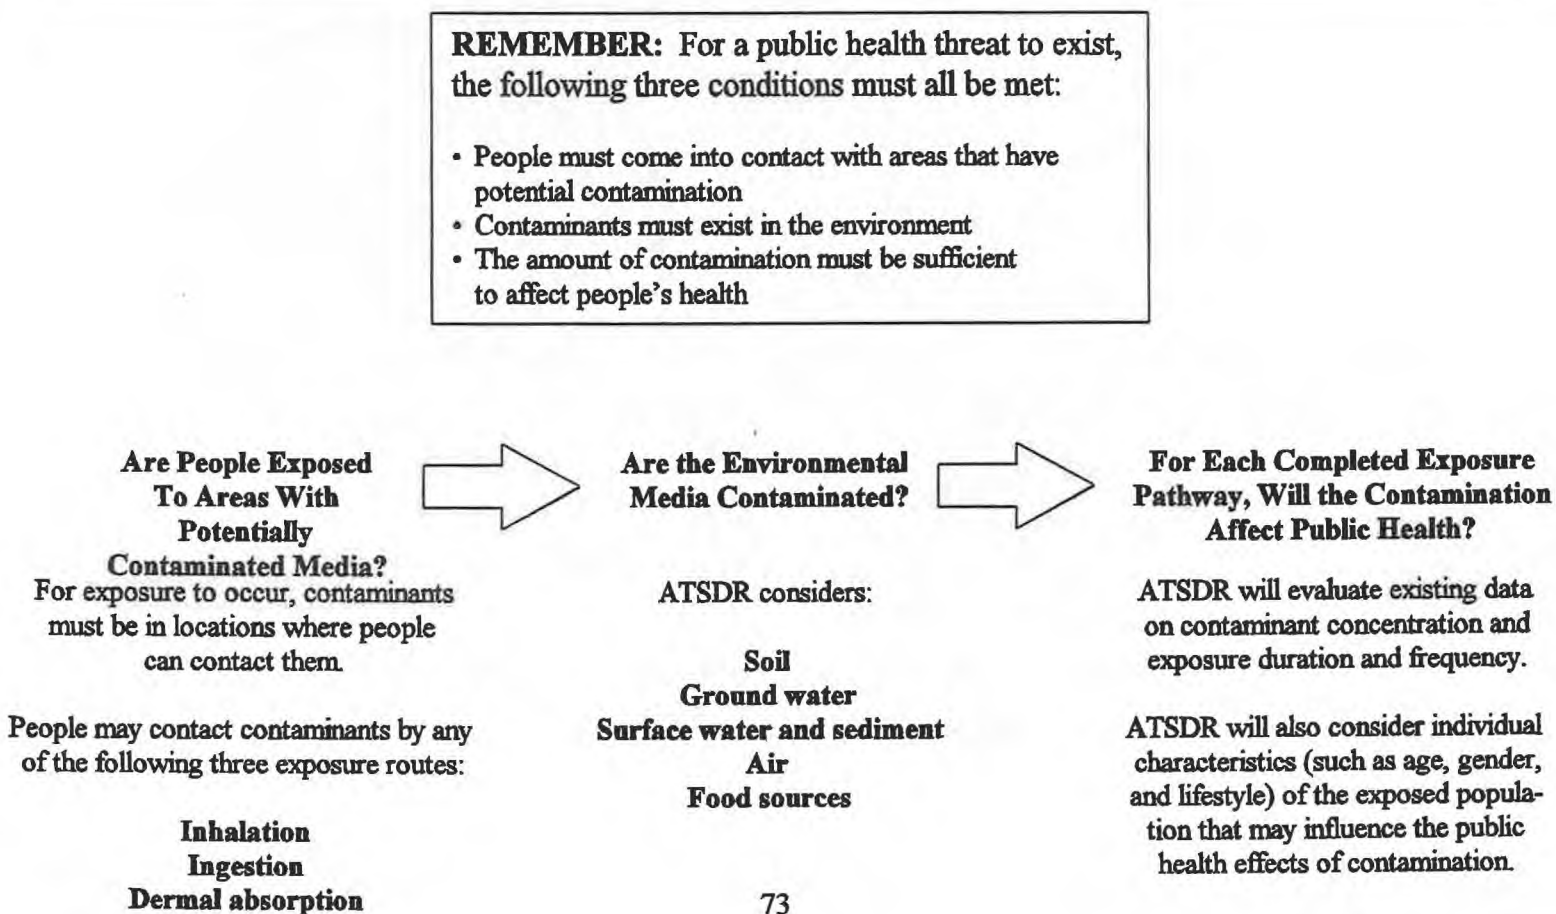 REMEMBER: For a public health threat to exist,
the following three conditions must all be met:
• People must come into contact with areas that have
potential contamination
• Contaminants must exist in the environment
• The amount of contamination must be sufficient
to affect people's health
Are People Exposed
To Areas With
Potentially
Contaminated Media?
For exposure to occur, contaminants
must be in locations where people
can contact them.
People may contact contaminants by any
of the following three exposure routes:
Inhalation
Ingestion
Dermal absorption
Are the Environmental
Media Contaminated?
ATSDR considers:
Soil
Ground water
Surface water and sediment
Air
Food sources
For Each Completed Exposure
Pathway, Will the Contamination
Affect Public Health?
ATSDR will evaluate existing data
on contaminant concentration and
exposure duration and frequency.
ATSDR will also consider individual
characteristics (such as age, gender,
and lifestyle) of the exposed popula-
tion that may influence the public
health effects of contamination.
73